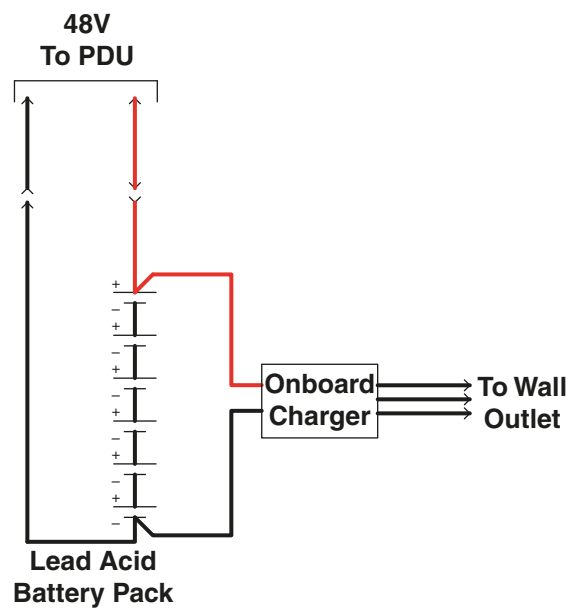 48V
To PDU
+
–
+
–
+
–
+
–
+
–
+
–
Onboard
Charger
To Wall
Outlet
Lead Acid
Battery Pack